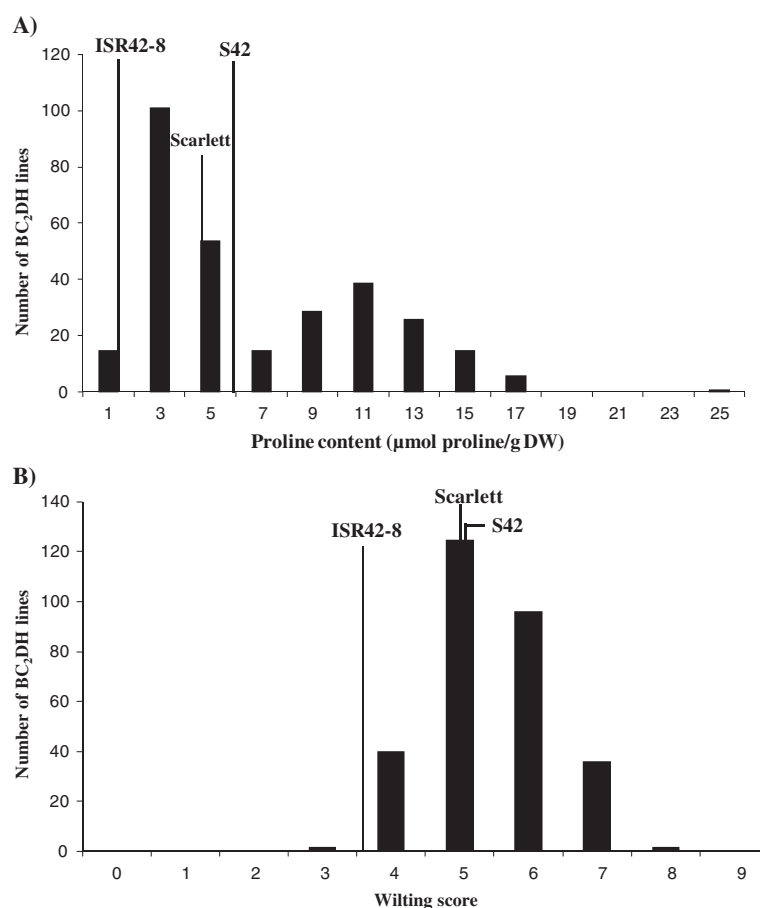 A)
ISR42-8
S42
Scarlett
120
100
80
60
40
20
0
Number of BC₂DH lines
1 3 5 7 9 11 13 15 17 19 21 23 25
Proline content (µmol proline/g DW)
B)
Scarlett
S42
ISR42-8
140
120
100
80
60
40
20
0
Number of BC₂DH lines
0 1 2 3 4 5 6 7 8 9
Wilting score